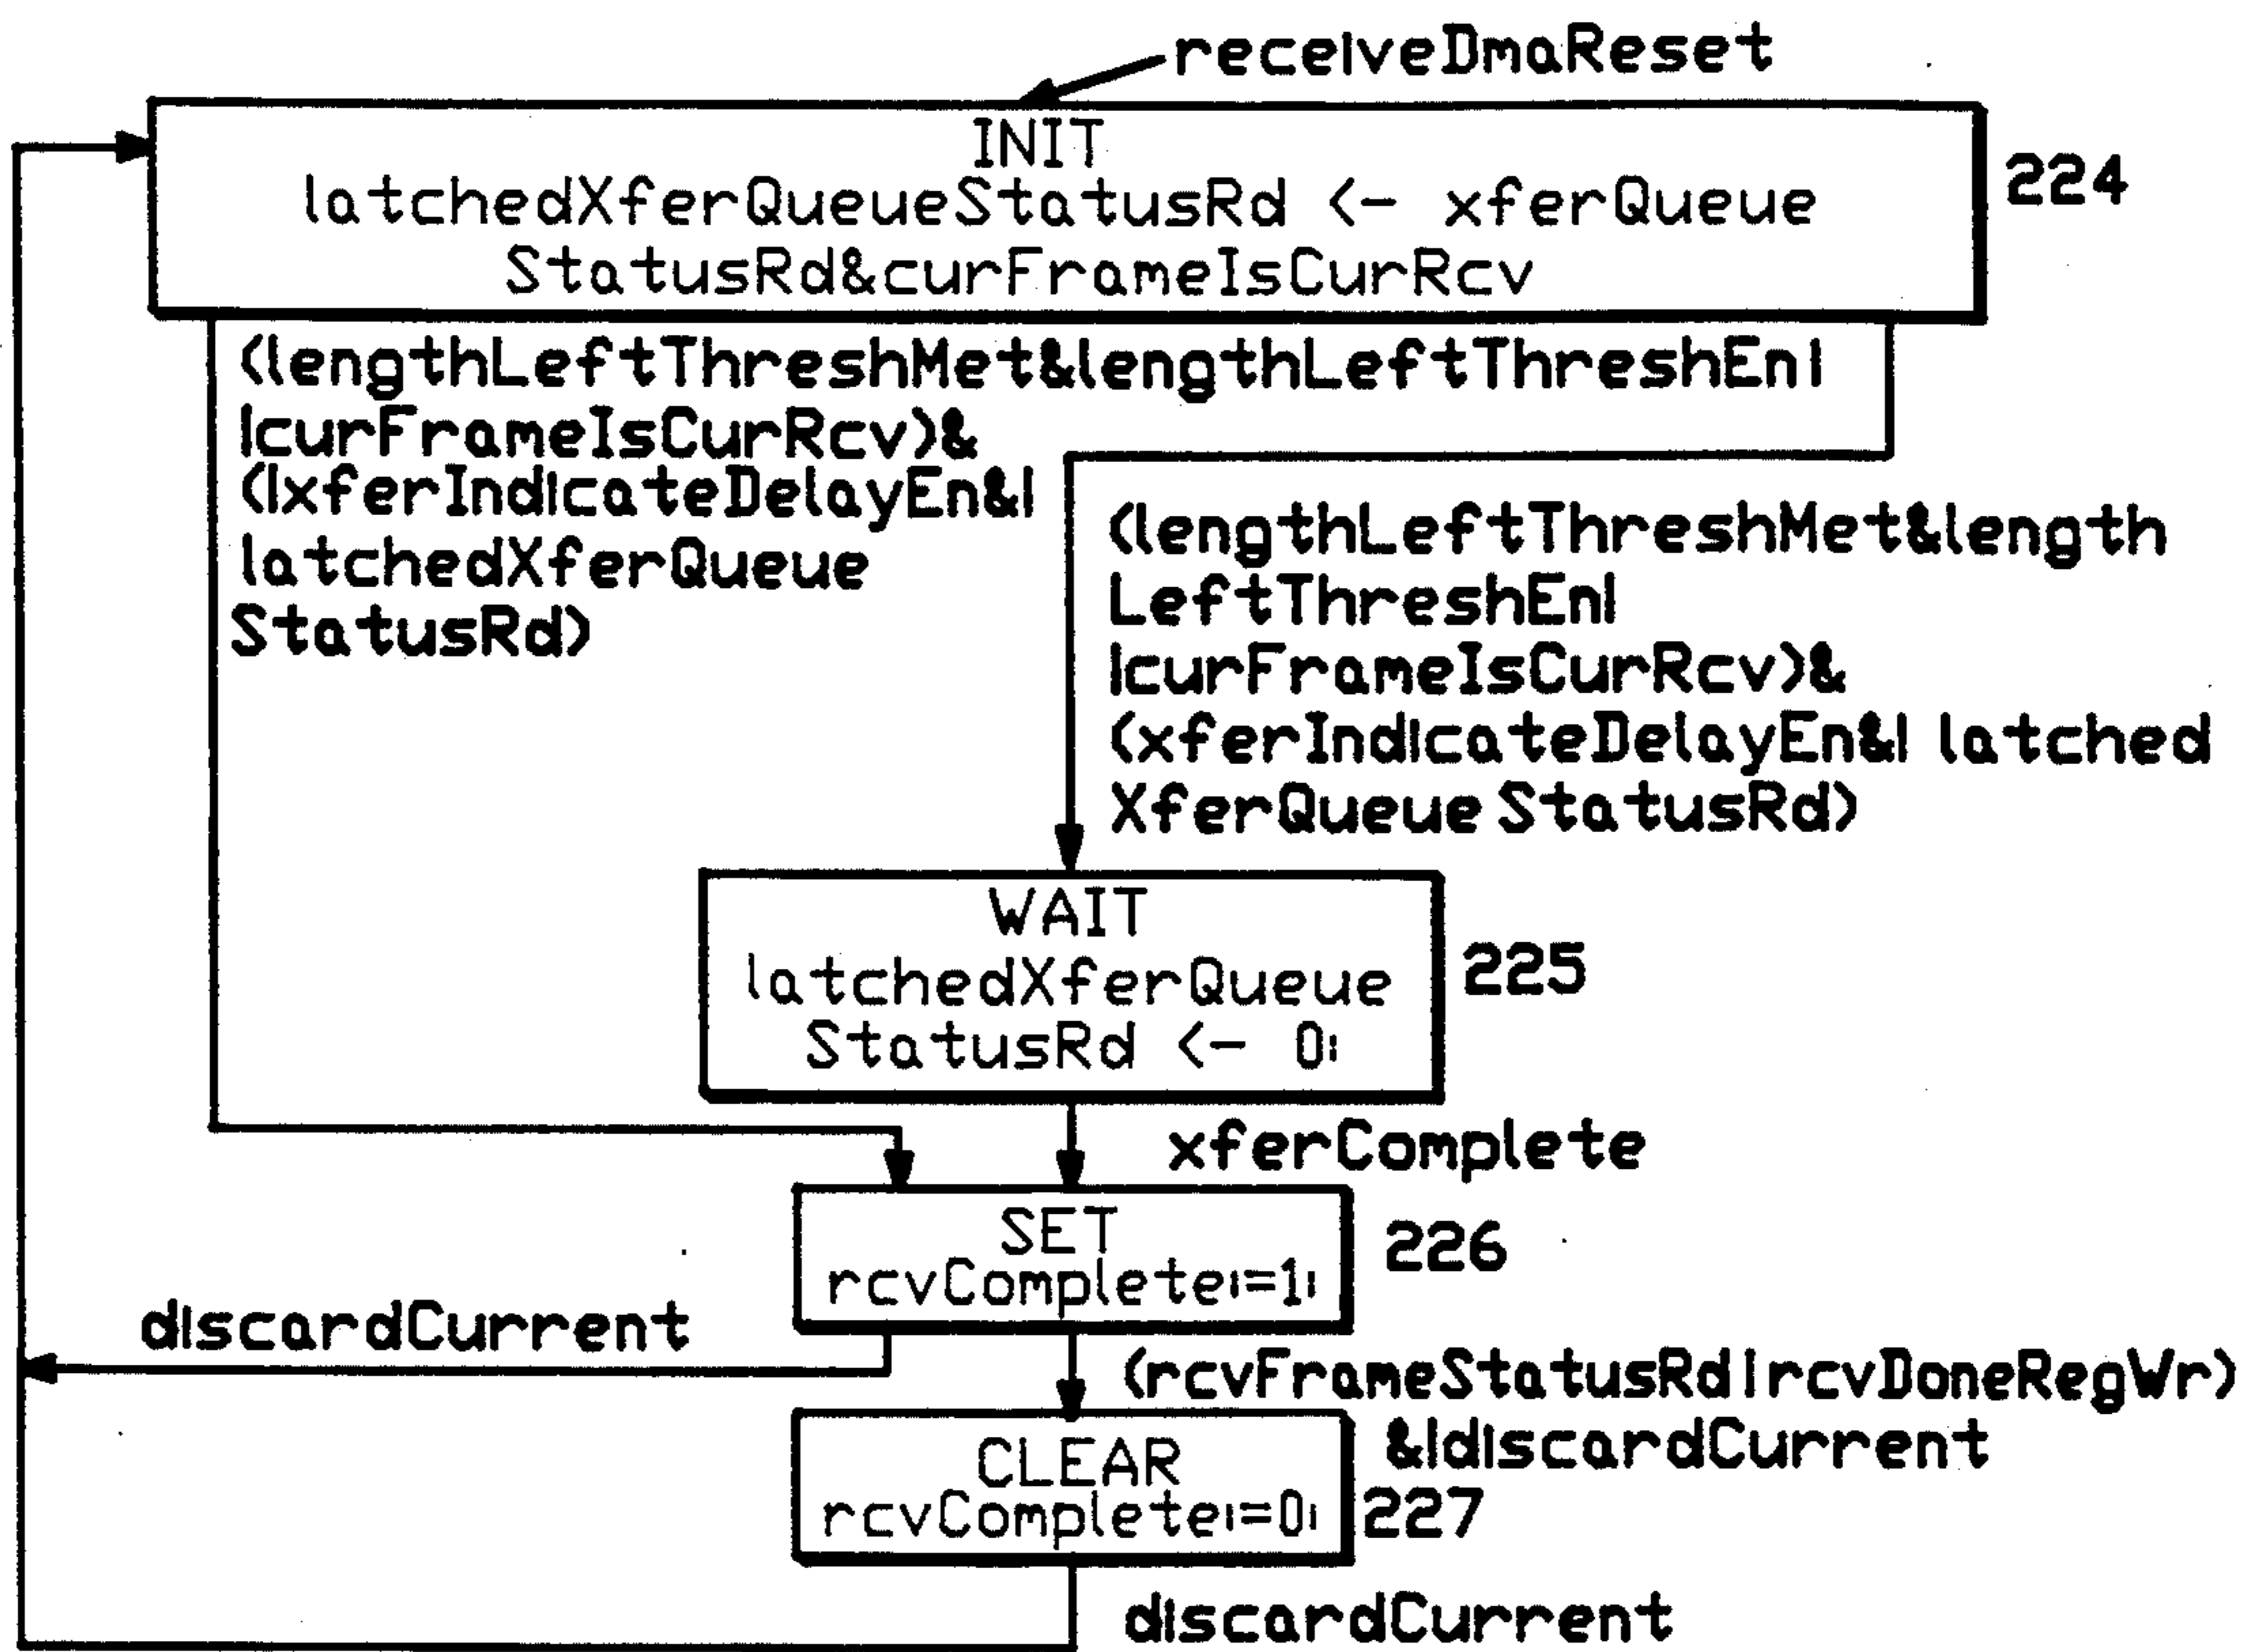 receiveDmaReset
INIT
latchedXferQueueStatusRd <- xferQueue
StatusRd&curFrameIsCurRcv
224
(lengthLeftThreshMet&lengthLeftThreshEn|
!curFrameIsCurRcv)&
(!xferIndicateDelayEn&!
latchedXferQueue
StatusRd)
(lengthLeftThreshMet&length
LeftThreshEn|
!curFrameIsCurRcv)&
(xferIndicateDelayEn&! latched
XferQueue StatusRd)
WAIT
latchedXferQueue
StatusRd <- 0;
225
xferComplete
SET
rcvComplete:=1;
226
discardCurrent
(rcvFrameStatusRd|rcvDoneRegWr)
&!discardCurrent
CLEAR
rcvComplete:=0;
227
discardCurrent